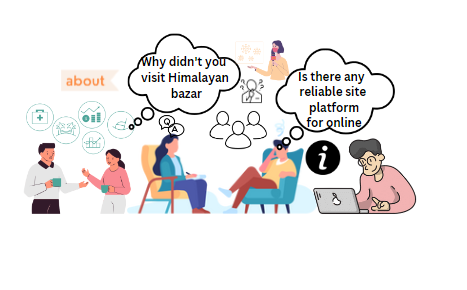 Why didn't you
visit Himalayan
bazar
Is there any
reliable site
platform
for online
about
Q
A
i